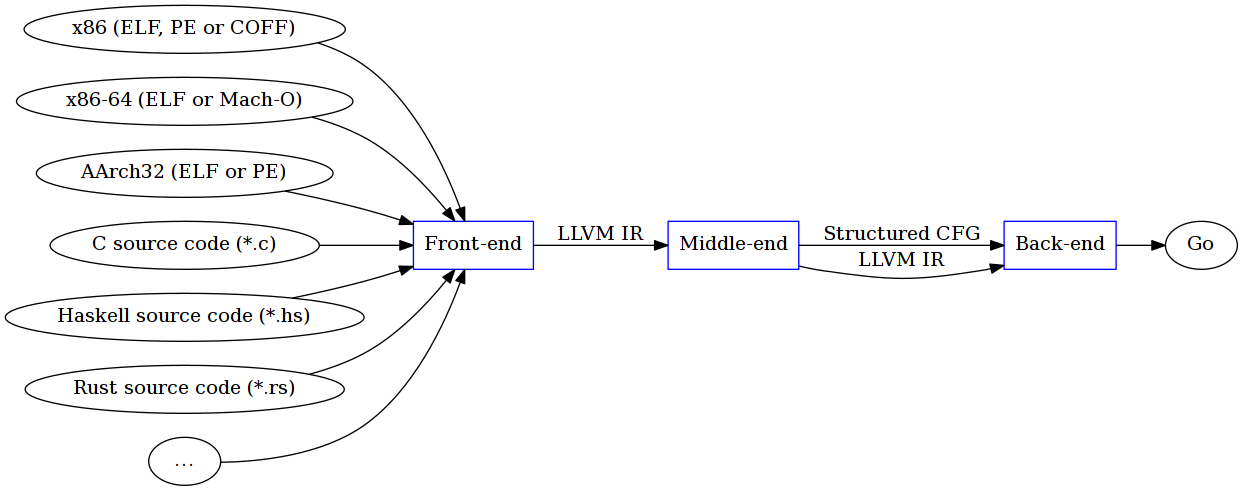 x86 (ELF, PE or COFF)
x86-64 (ELF or Mach-O)
AArch32 (ELF or PE)
C source code (*.c)
Haskell source code (*.hs)
Rust source code (*.rs)
...
Front-end
LLVM IR
Middle-end
Structured CFG
LLVM IR
Back-end
Go